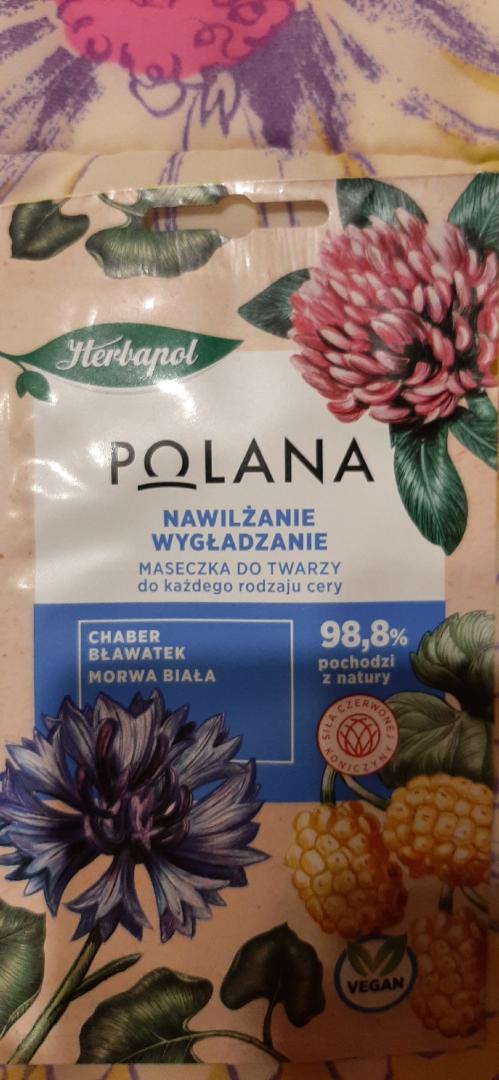 Herbapol
POLANA
NAWILŻANIE
WYGŁADZANIE
MASECZKA DO TWARZY
do każdego rodzaju cery
CHABER
BŁAWATEK
MORWA BIAŁA
98,8%
pochodzi
z natury
SIŁA CZERWONEJ
KONICZYNY
VEGAN